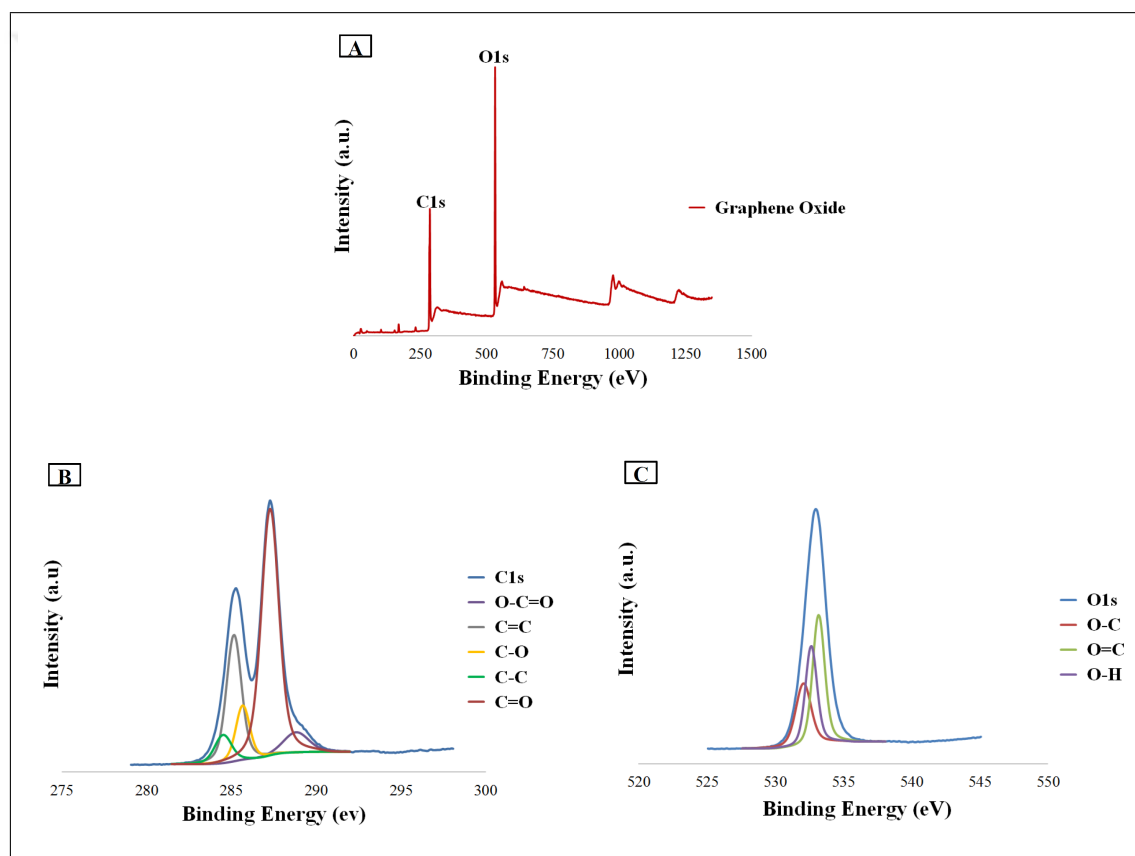 A
O1s
C1s
Intensity (a.u.)
Graphene Oxide
0 250 500 750 1000 1250 1500
Binding Energy (eV)
B
Intensity (a.u)
C1s
O-C=O
C=C
C-O
C-C
C=O
275 280 285 290 295 300
Binding Energy (ev)
C
Intensity (a.u.)
O1s
O-C
O=C
O-H
520 525 530 535 540 545 550
Binding Energy (eV)